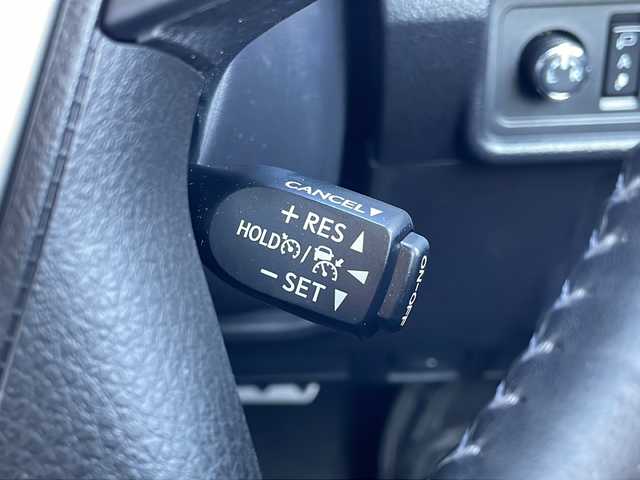 CANCEL▼
+ RES ▲
HOLD / ◄
− SET ▼
ON-OFF
L R
A